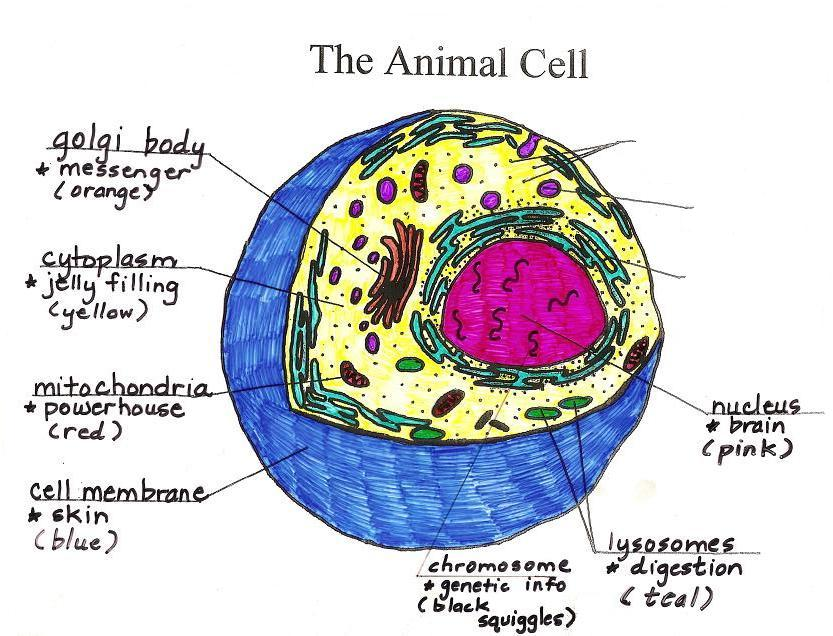 The Animal Cell
golgi body
* messenger
(orange)
cytoplasm
* jelly filling
(yellow)
mitochondria
* powerhouse
(red)
cell membrane
* skin
(blue)
nucleus
* brain
(pink)
chromosome
* genetic info
(black
squiggles)
lysosomes
* digestion
(teal)